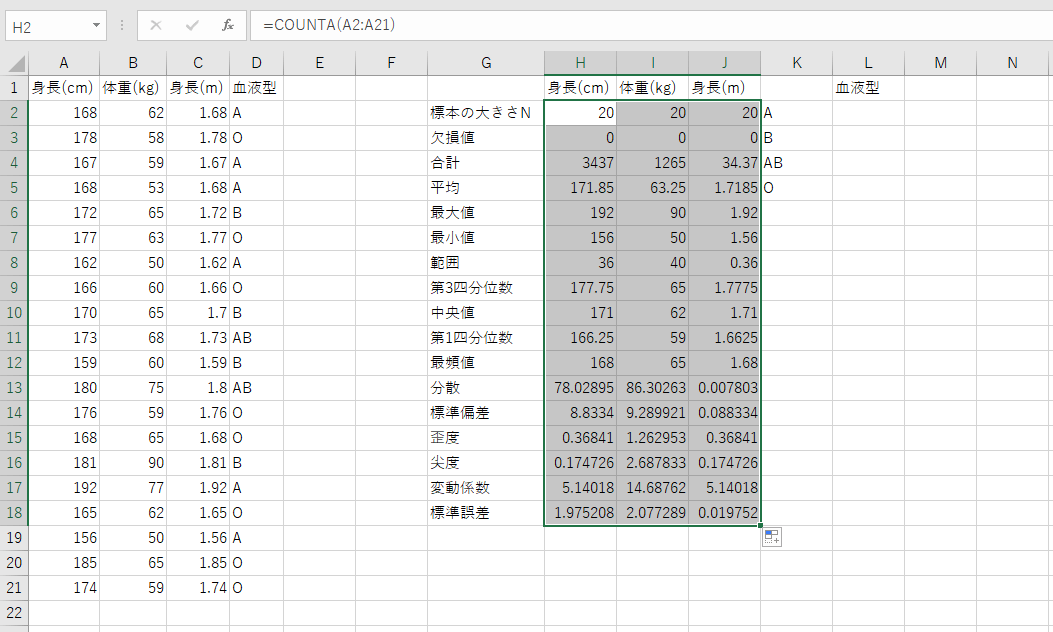 H2 fx =COUNTA(A2:A21)
A B C D E F G H I J K L M N
1 身長(cm) 体重(kg) 身長(m) 血液型 身長(cm) 体重(kg) 身長(m) 血液型
2 168 62 1.68 A 標本の大きさN 20 20 20 A
3 178 58 1.78 O 欠損値 0 0 0 B
4 167 59 1.67 A 合計 3437 1265 34.37 AB
5 168 53 1.68 A 平均 171.85 63.25 1.7185 O
6 172 65 1.72 B 最大値 192 90 1.92
7 177 63 1.77 O 最小値 156 50 1.56
8 162 50 1.62 A 範囲 36 40 0.36
9 166 60 1.66 O 第3四分位数 177.75 65 1.7775
10 170 65 1.7 B 中央値 171 62 1.71
11 173 68 1.73 AB 第1四分位数 166.25 59 1.6625
12 159 60 1.59 B 最頻値 168 65 1.68
13 180 75 1.8 AB 分散 78.02895 86.30263 0.007803
14 176 59 1.76 O 標準偏差 8.8334 9.289921 0.088334
15 168 65 1.68 O 歪度 0.36841 1.262953 0.36841
16 181 90 1.81 B 尖度 0.174726 2.687833 0.174726
17 192 77 1.92 A 変動係数 5.14018 14.68762 5.14018
18 165 62 1.65 O 標準誤差 1.975208 2.077289 0.019752
19 156 50 1.56 A
20 185 65 1.85 O
21 174 59 1.74 O
22